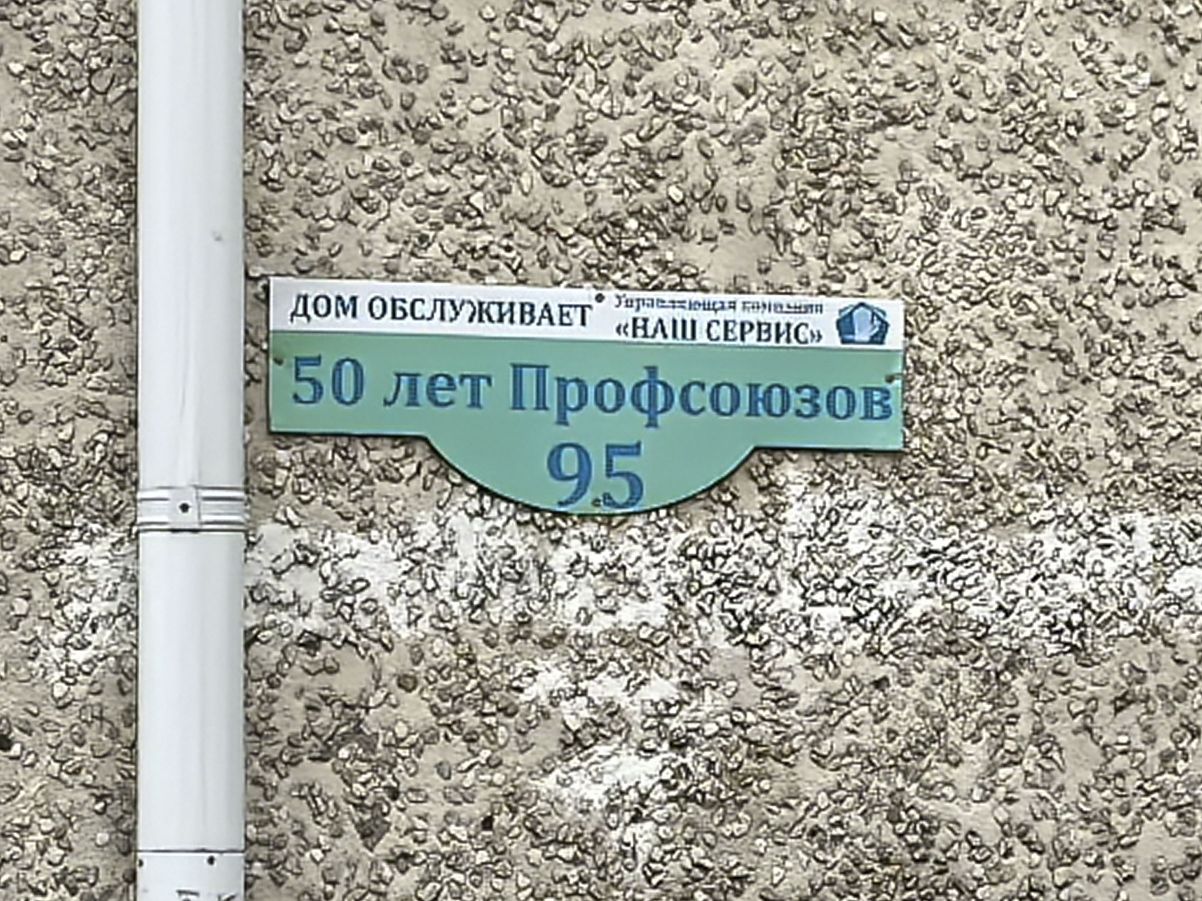 ДОМ ОБСЛУЖИВАЕТ
Управляющая компания
«НАШ СЕРВИС»
50 лет Профсоюзов
95